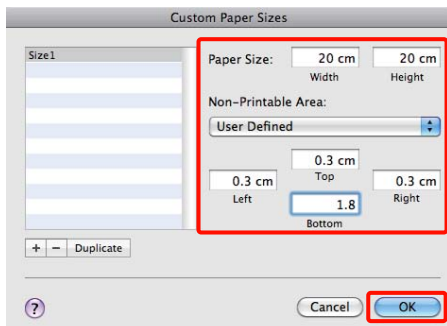 Custom Paper Sizes
Size1
Paper Size: 20 cm 20 cm
Width Height
Non-Printable Area:
User Defined
0.3 cm
Top
0.3 cm 0.3 cm
Left Right
1.8
Bottom
+ − Duplicate
? Cancel OK